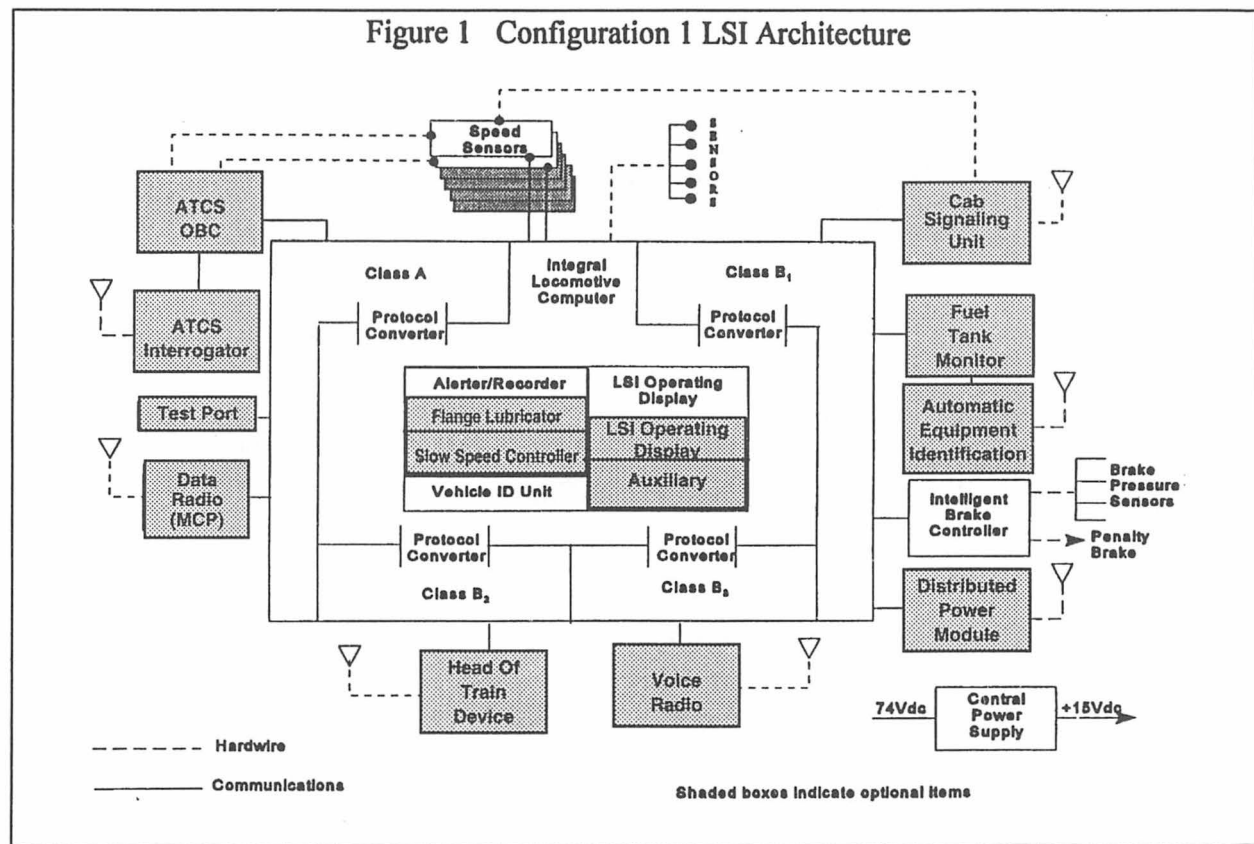 Figure 1 Configuration 1 LSI Architecture
Speed
Sensors
SENSORS
ATCS
OBC
Cab
Signaling
Unit
Class A
Integral
Locomotive
Computer
Class B1
Protocol
Converter
Protocol
Converter
ATCS
Interrogator
Fuel
Tank
Monitor
Alerter/Recorder
Flange Lubricator
Slow Speed Controller
Vehicle ID Unit
LSI Operating
Display
LSI Operating
Display
Auxiliary
Test Port
Automatic
Equipment
Identification
Data
Radio
(MCP)
Intelligent
Brake
Controller
Brake
Pressure
Sensors
Penalty
Brake
Protocol
Converter
Protocol
Converter
Class B2
Class B3
Distributed
Power
Module
Head Of
Train
Device
Voice
Radio
74Vdc
Central
Power
Supply
+15Vdc
Hardwire
Communications
Shaded boxes indicate optional items